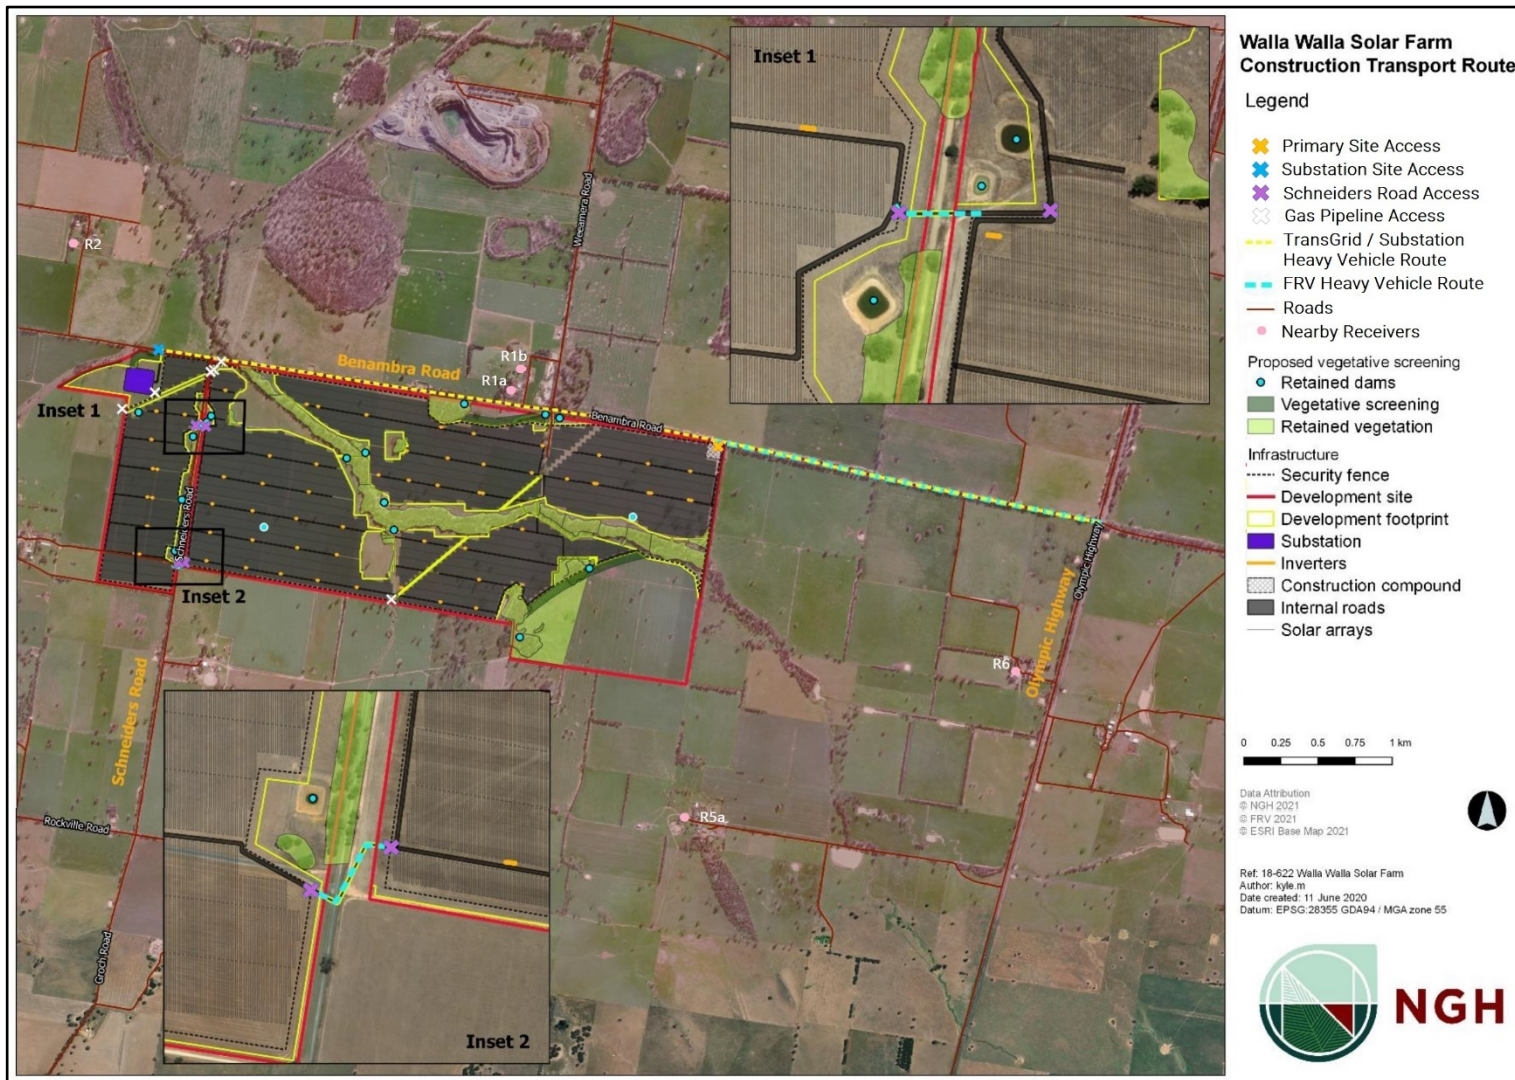 Walla Walla Solar Farm
Construction Transport Route
Legend
Primary Site Access
Substation Site Access
Schneiders Road Access
Gas Pipeline Access
TransGrid / Substation
Heavy Vehicle Route
FRV Heavy Vehicle Route
Roads
Nearby Receivers
Proposed vegetative screening
Retained dams
Vegetative screening
Retained vegetation
Infrastructure
Security fence
Development site
Development footprint
Substation
Inverters
Construction compound
Internal roads
Solar arrays
0 0.25 0.5 0.75 1 km
Data Attribution
© NGH 2021
© FRV 2021
© ESRI Base Map 2021
Ref: 18-622 Walla Walla Solar Farm
Author: kyle.m
Date created: 11 June 2020
Datum: EPSG:28355 GDA94 / MGA zone 55
NGH
Inset 1
Weeamera Road
R2
R1b
R1a
Benambra Road
Benambra Road
Inset 1
Schneiders Road
Inset 2
Olympic Highway
Olympic Highway
R6
Schneiders Road
R5a
Rockville Road
Groch Road
Inset 2